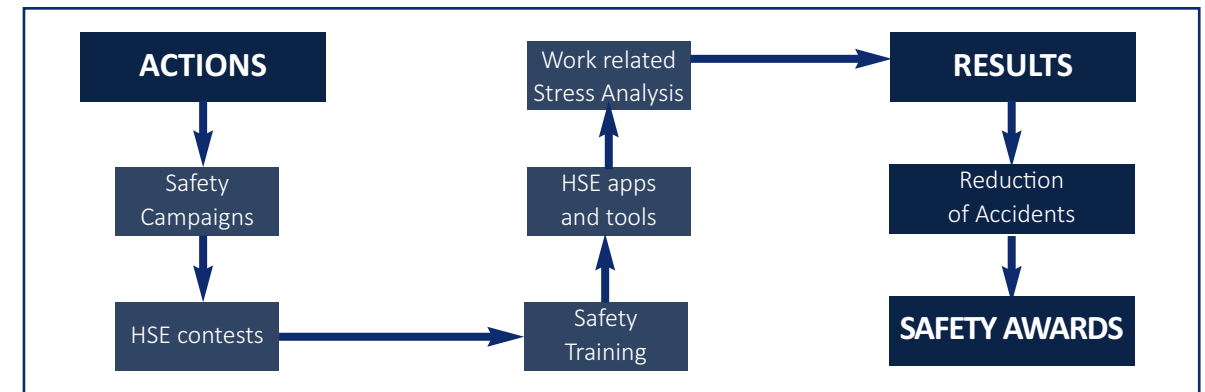 ACTIONS
Safety
Campaigns
HSE contests
Safety
Training
HSE apps
and tools
Work related
Stress Analysis
RESULTS
Reduction
of Accidents
SAFETY AWARDS